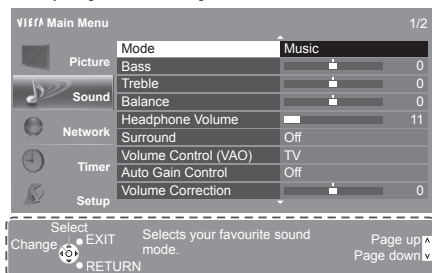 VIErA Main Menu 1/2
Picture
Sound
Network
Timer
Setup
Mode Music
Bass 0
Treble 0
Balance 0
Headphone Volume 11
Surround Off
Volume Control (VAO) TV
Auto Gain Control Off
Volume Correction 0
Select
Change
EXIT
RETURN
Selects your favourite sound
mode.
Page up
Page down